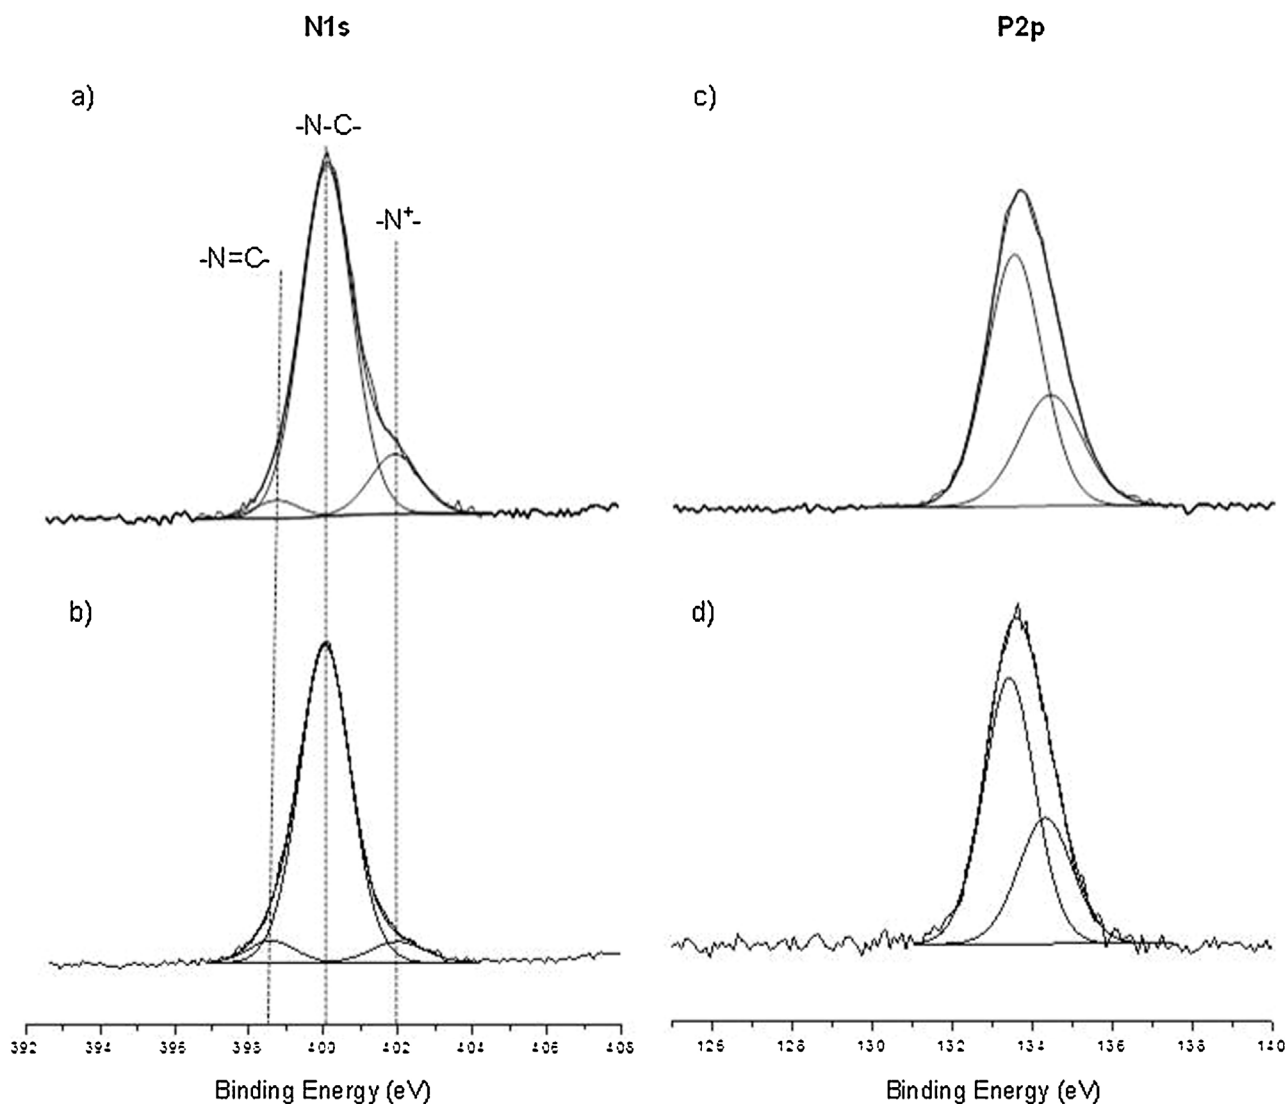 N1s
P2p
a)
c)
-N-C-
-N⁺-
-N=C-
b)
d)
392 394 396 398 400 402 404 406 408
126 128 130 132 134 136 138 140
Binding Energy (eV)
Binding Energy (eV)